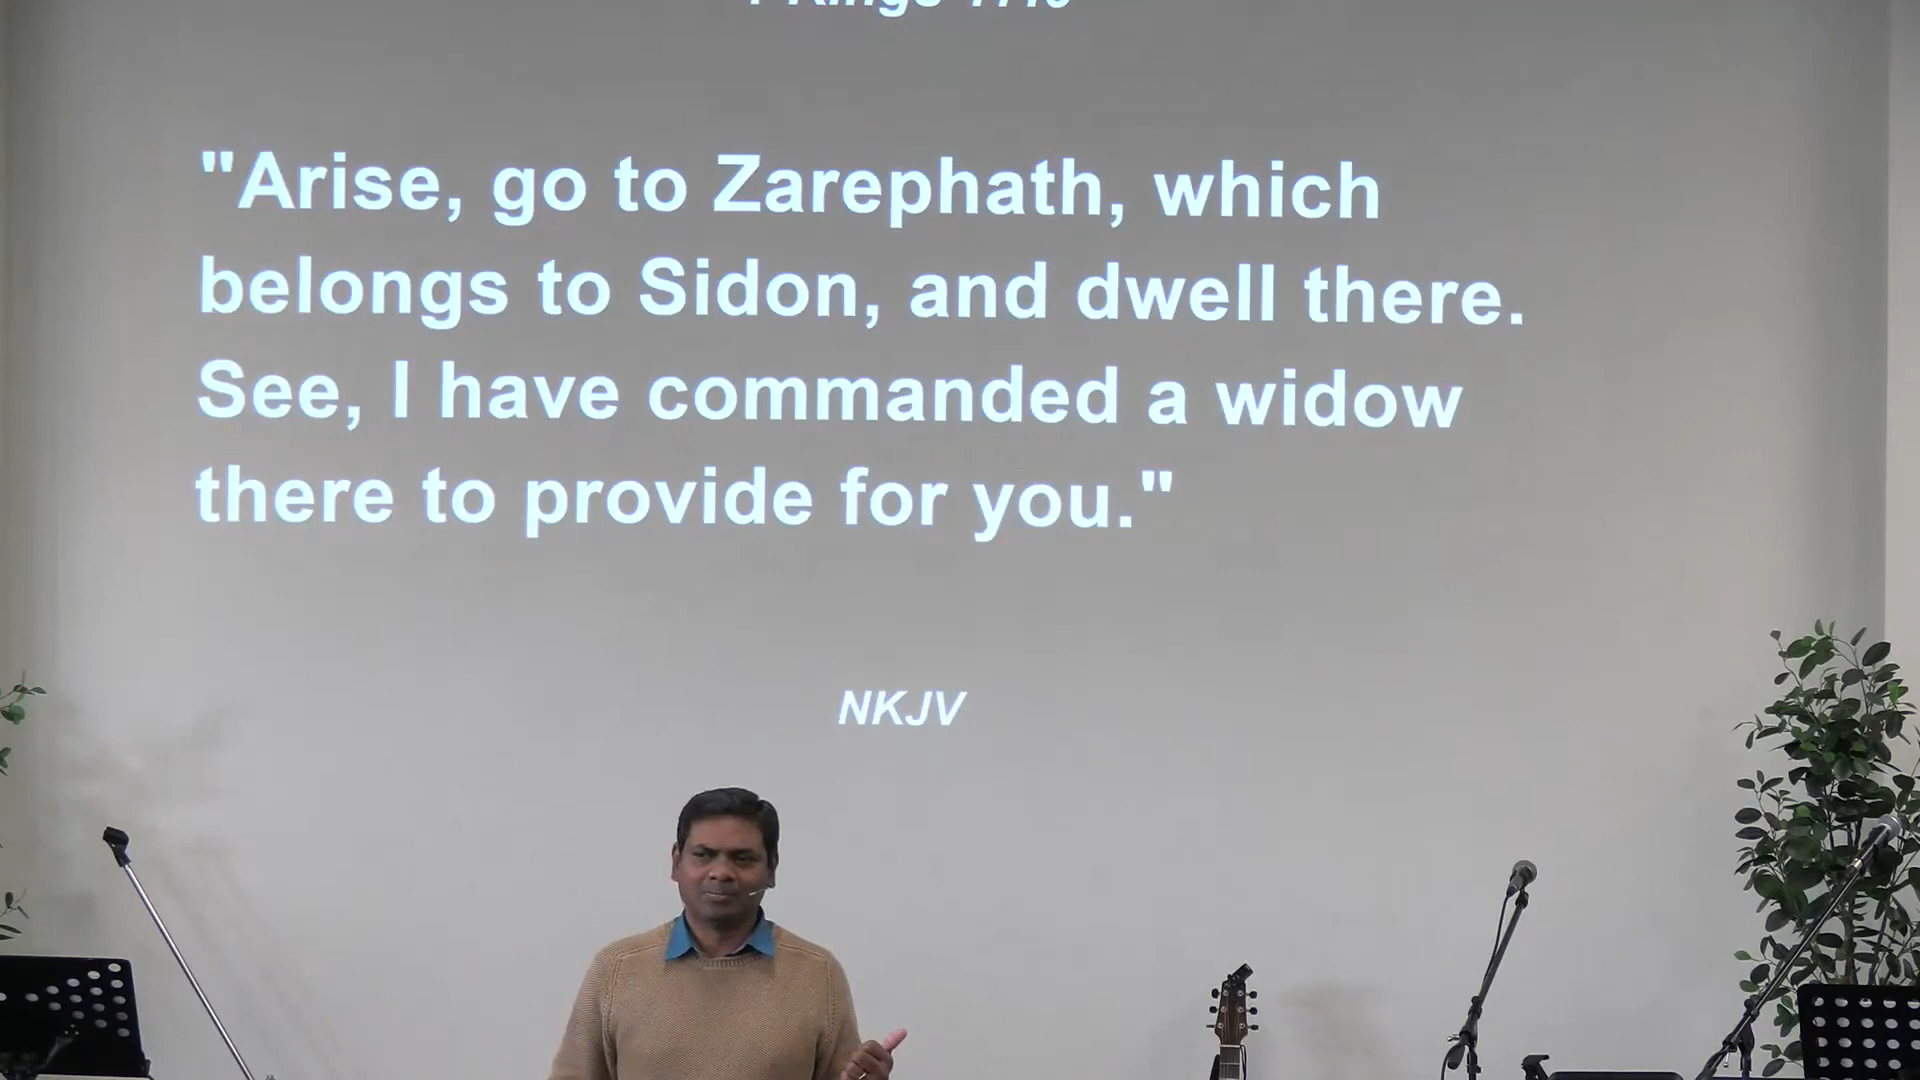 "Arise, go to Zarephath, which
belongs to Sidon, and dwell there.
See, I have commanded a widow
there to provide for you."
NKJV